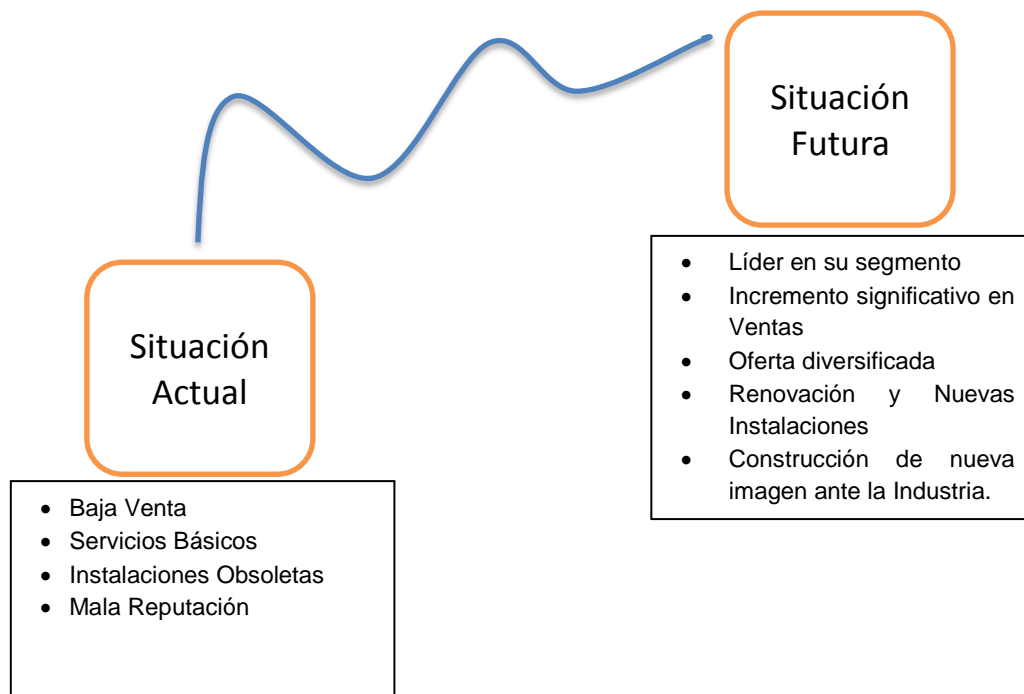 Situación
Futura
• Líder en su segmento
• Incremento significativo en
Ventas
• Oferta diversificada
• Renovación y Nuevas
Instalaciones
• Construcción de nueva
imagen ante la Industria.
Situación
Actual
• Baja Venta
• Servicios Básicos
• Instalaciones Obsoletas
• Mala Reputación